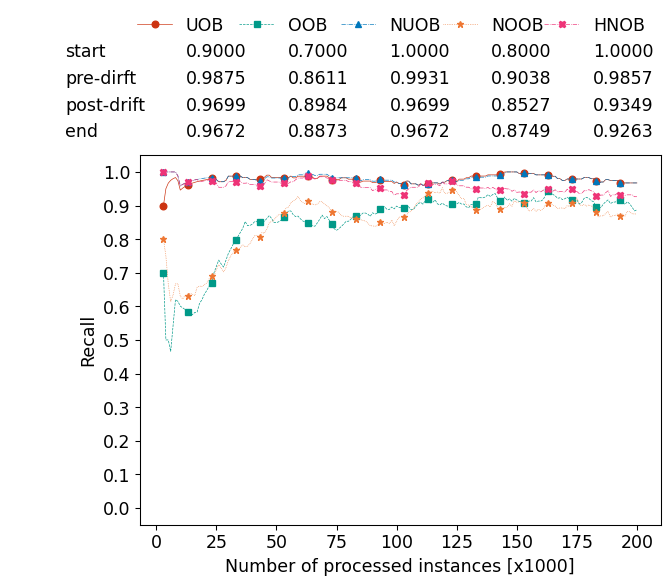 UOB OOB NUOB NOOB HNOB
start 0.9000 0.7000 1.0000 0.8000 1.0000
pre-dirft 0.9875 0.8611 0.9931 0.9038 0.9857
post-drift 0.9699 0.8984 0.9699 0.8527 0.9349
end 0.9672 0.8873 0.9672 0.8749 0.9263
1.0
0.9
0.8
0.7
0.6
0.5
0.4
0.3
0.2
0.1
0.0
Recall
0 25 50 75 100 125 150 175 200
Number of processed instances [x1000]